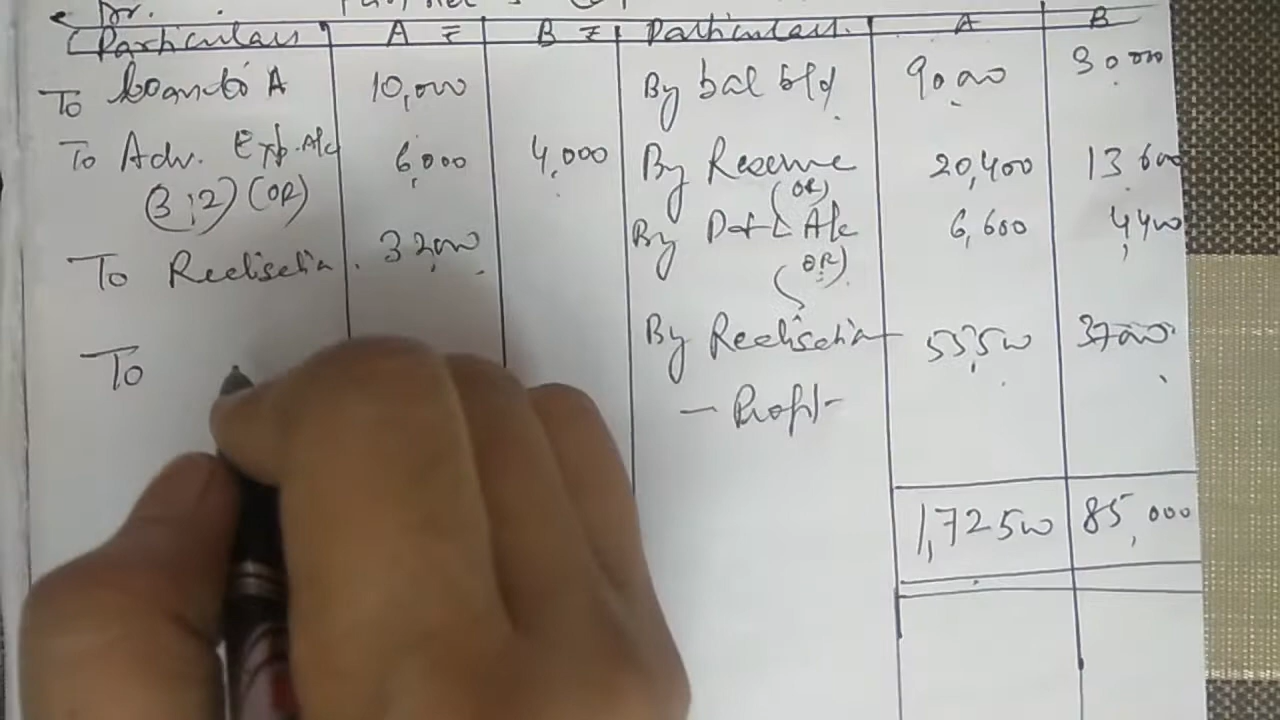 Dr.
Particulars A ₹ B ₹ Particulars. A B
To loan to A 10,000 By bal b/d 90,000 30,000
To Adv. Exp. A/c 6,000 4,000 By Reserve 20,400 13,600
(3:2) (OR) (OR)
By P & L A/c 6,600 4,400
To Realisation. 32,000 (OR)
By Realisation 55,500 37,000
To
- Profit -
1,72,500 85,000